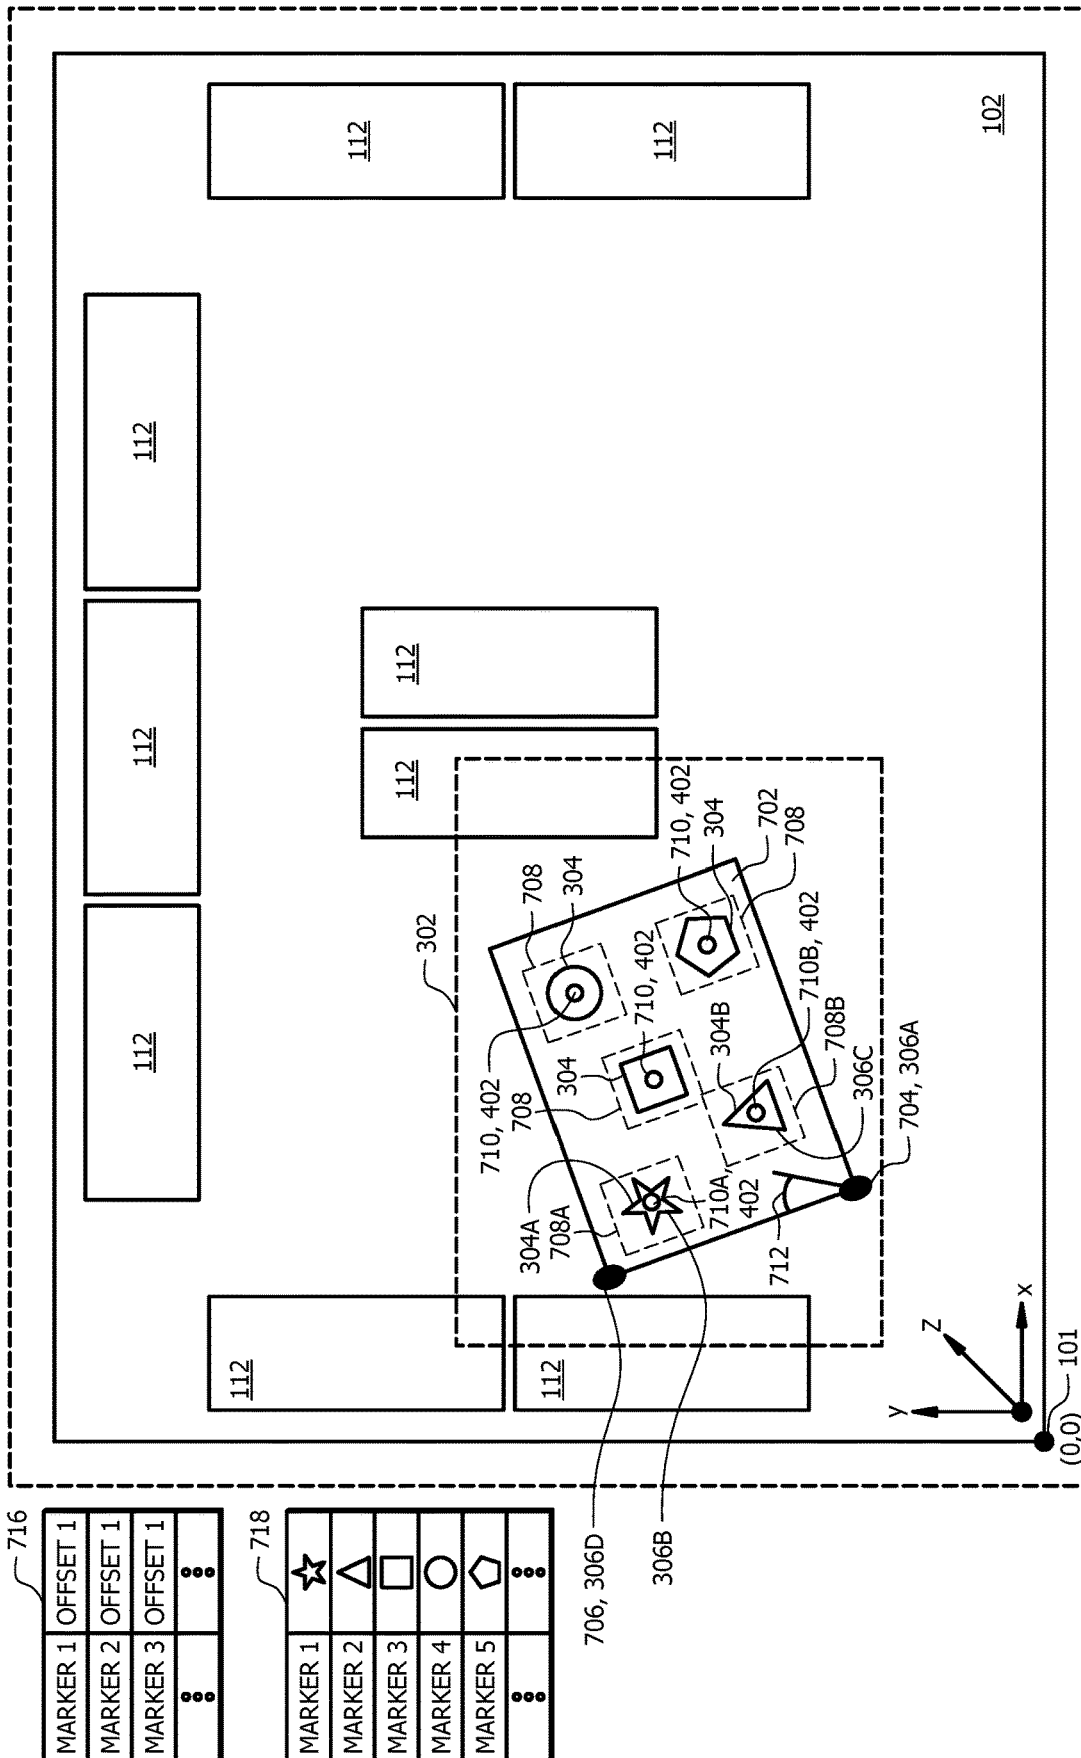 716
MARKER 1 OFFSET 1
MARKER 2 OFFSET 1
MARKER 3 OFFSET 1
718
MARKER 1
MARKER 2
MARKER 3
MARKER 4
MARKER 5
112
112
112
112
112
112
112
112
112
102
302
708
304
710, 402
708
304
710, 402
304A
708A
710A,
402
304B
710B, 402
708B
306C
710, 402
304
702
708
712
704, 306A
706, 306D
306B
y
Z
x
101
(0,0)